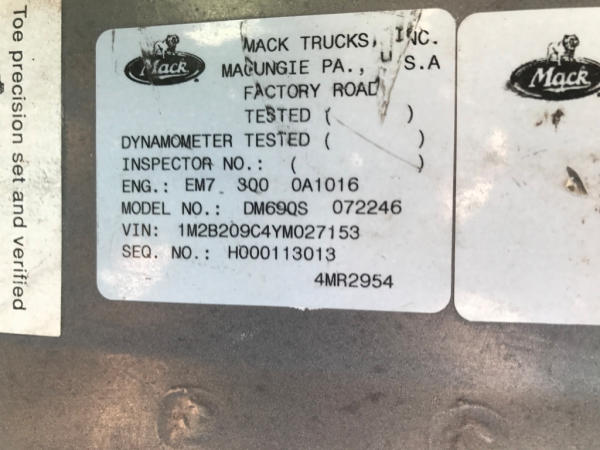 Toe precision set and verified
Mack
MACK TRUCKS, INC.
MACUNGIE PA., U S.A
FACTORY ROAD
TESTED ( )
DYNAMOMETER TESTED ( )
INSPECTOR NO.: ( )
ENG.: EM7 3Q0 0A1016
MODEL NO.: DM69QS 072246
VIN: 1M2B209C4YM027153
SEQ. NO.: H000113013
4MR2954
Mack